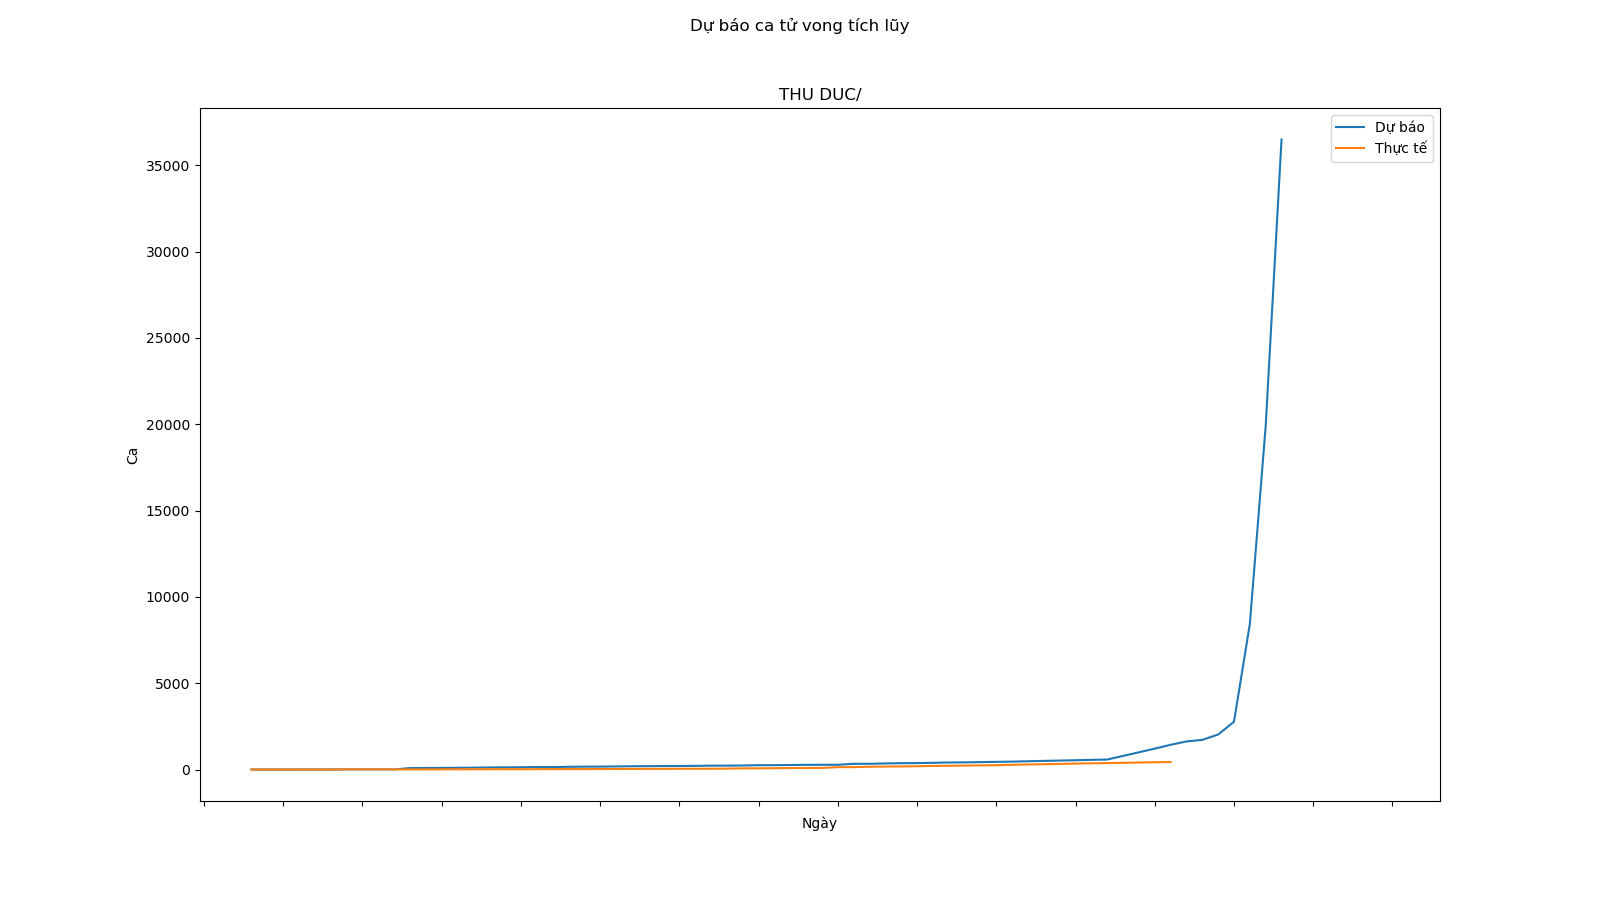 Dự báo ca tử vong tích lũy
THU DUC/
Dự báo
Thực tế
35000
30000
25000
20000
15000
10000
5000
0
Ca
Ngày